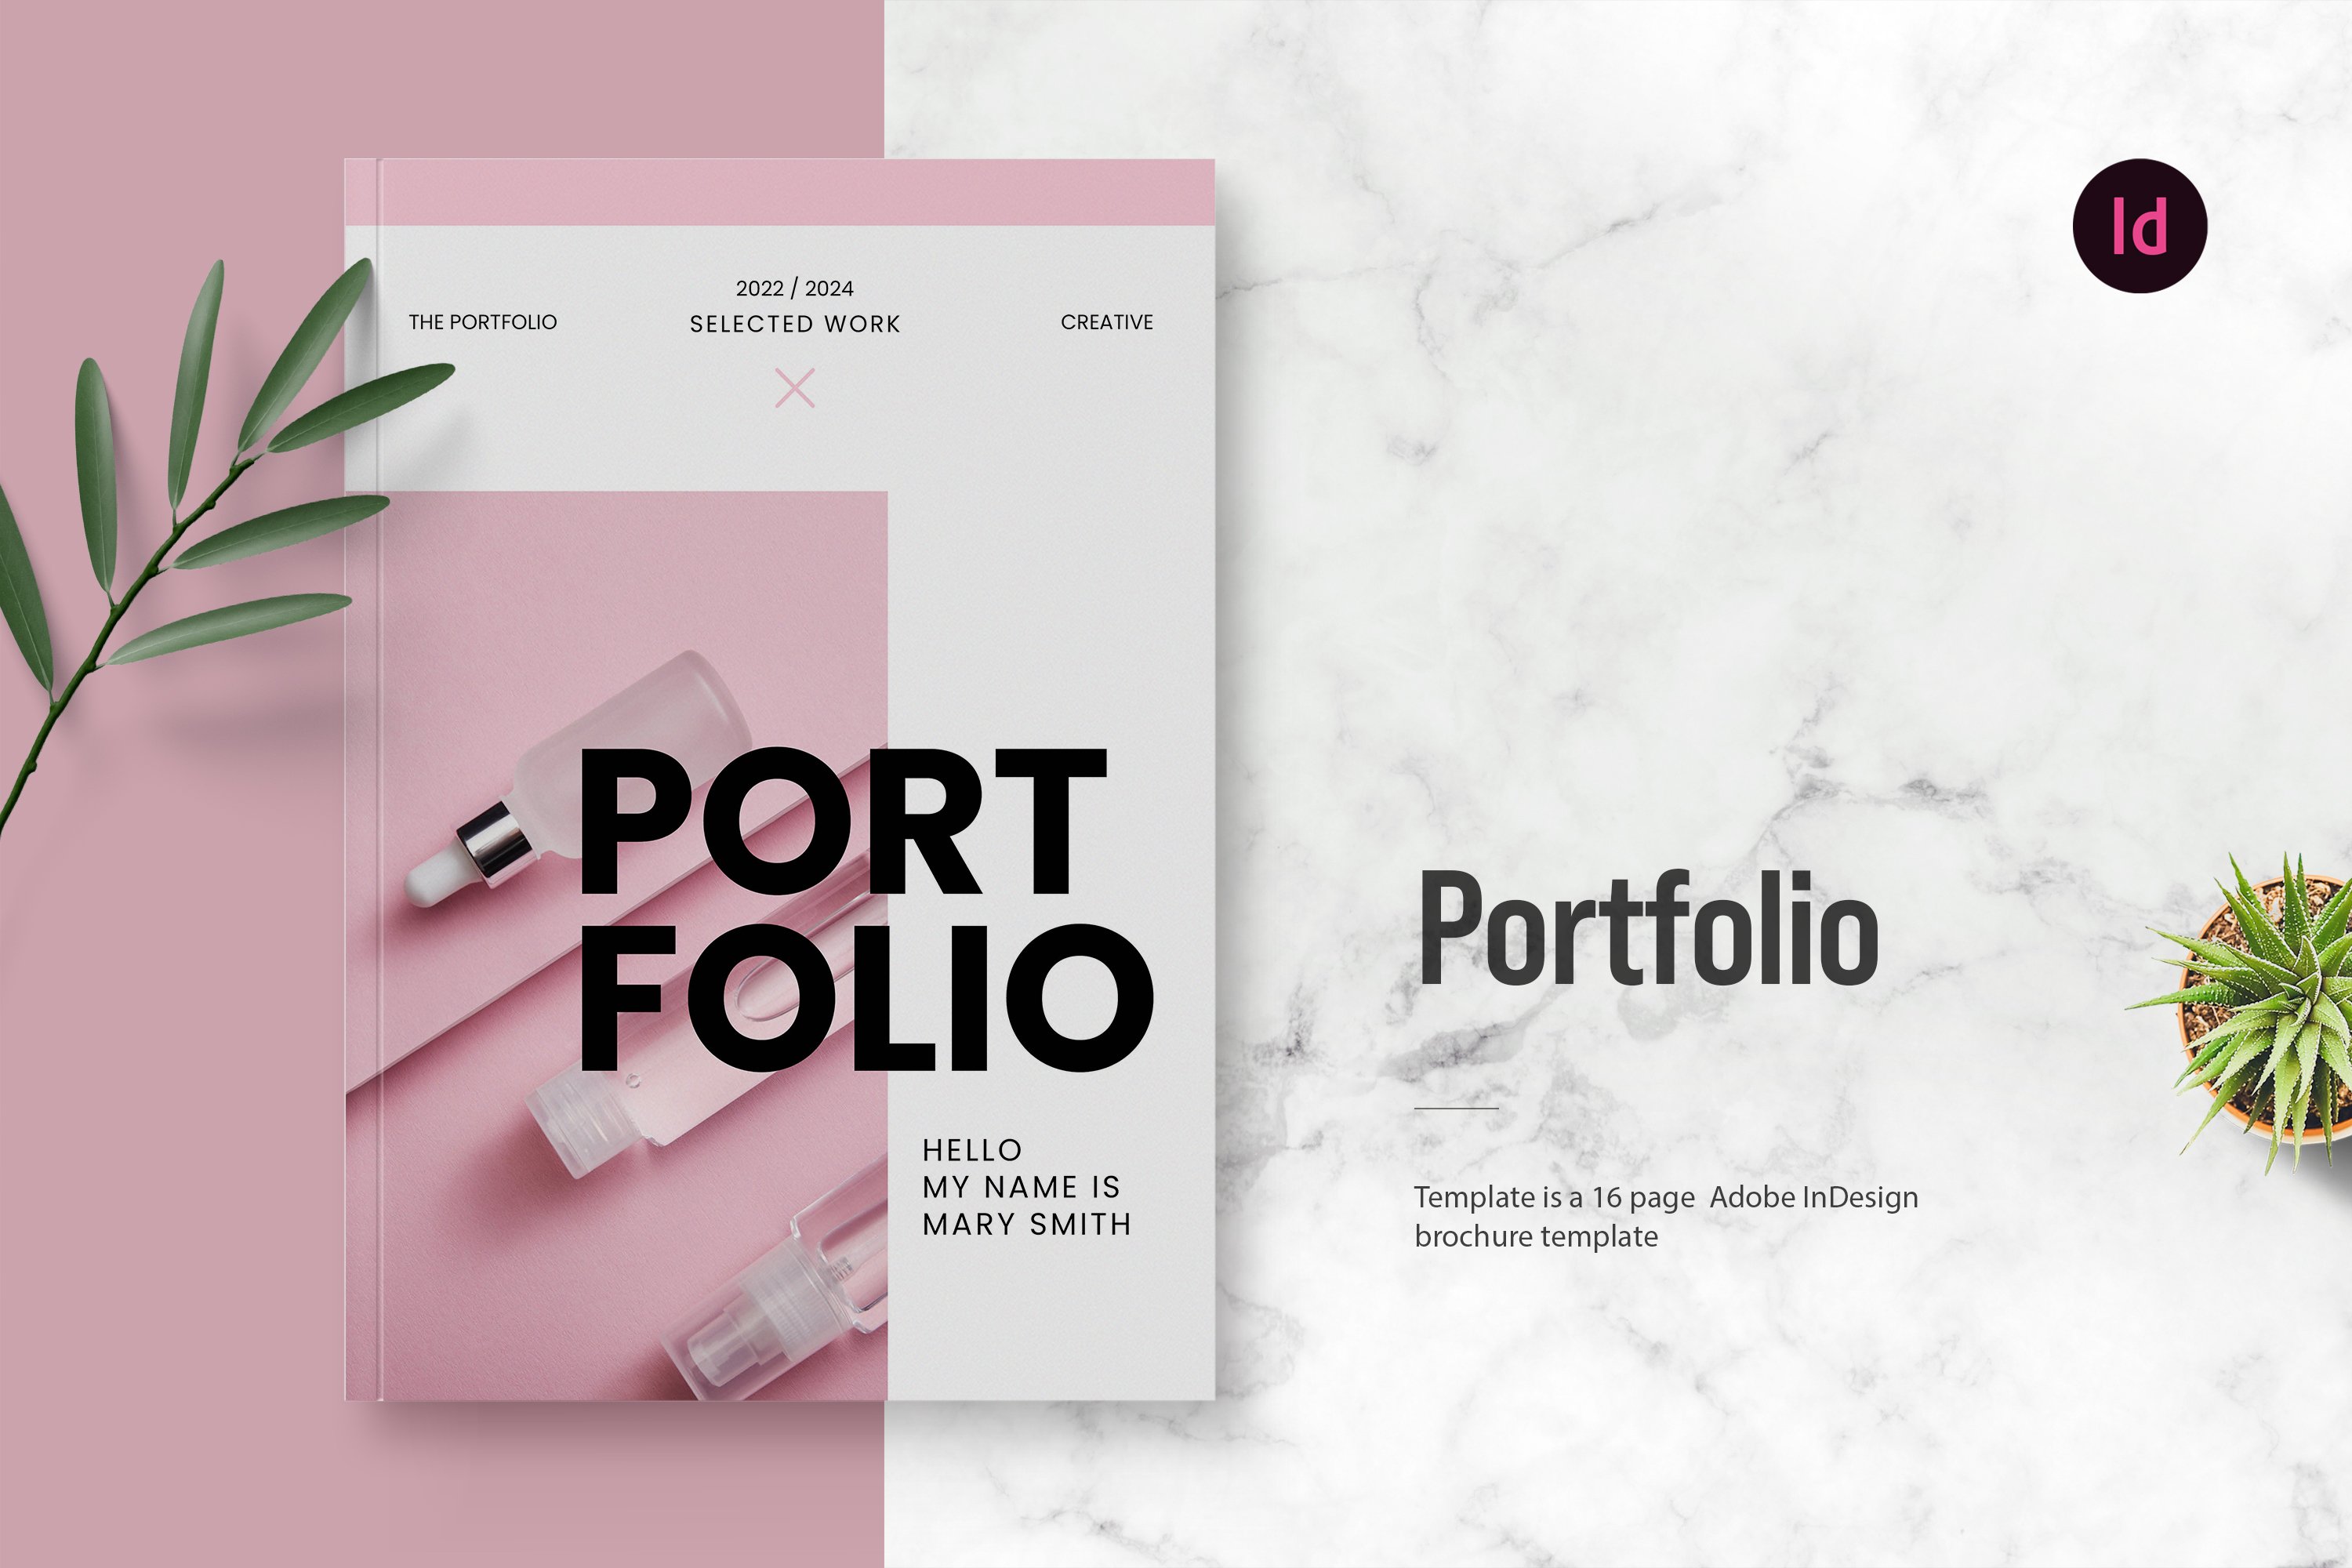 THE PORTFOLIO
2022 / 2024
SELECTED WORK
CREATIVE
PORT
FOLIO
HELLO
MY NAME IS
MARY SMITH
Id
Portfolio
Template is a 16 page  Adobe InDesign
brochure template